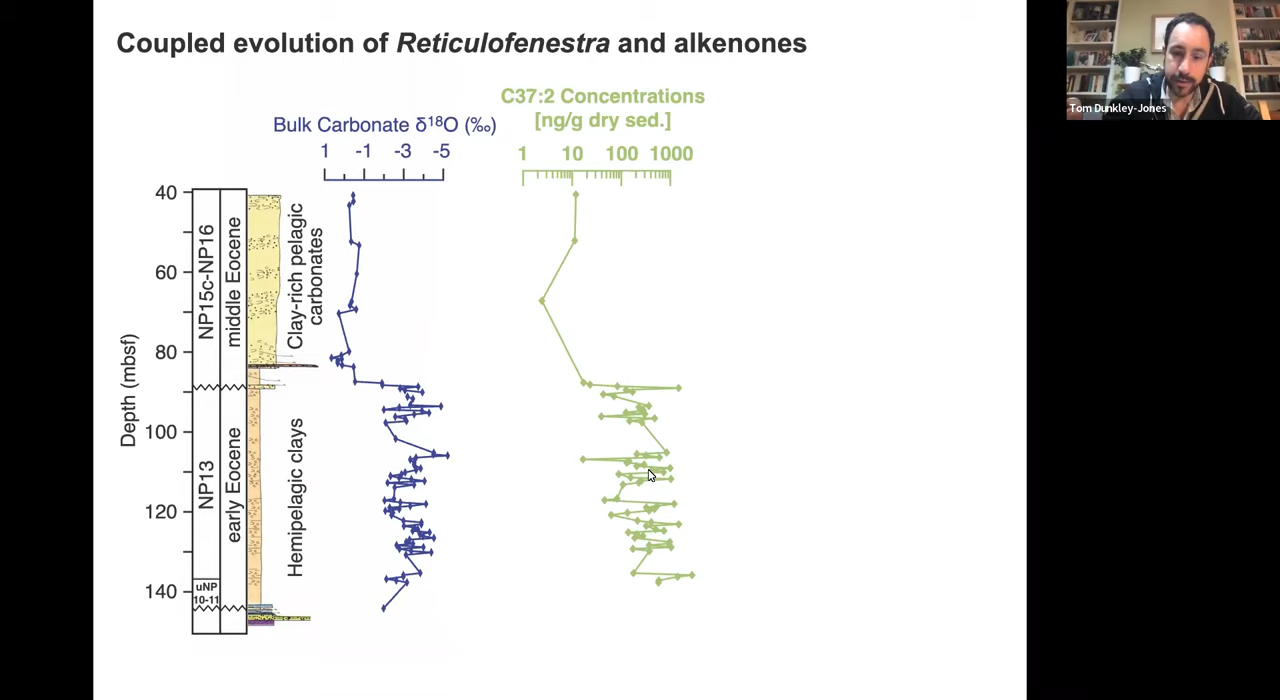 Coupled evolution of Reticulofenestra and alkenones
Tom Dunkley-Jones
C37:2 Concentrations
[ng/g dry sed.]
Bulk Carbonate δ¹⁸O (‰)
1 -1 -3 -5
1 10 100 1000
Depth (mbsf)
40
60
80
100
120
140
NP15c-NP16
middle Eocene
Clay-rich pelagic
carbonates
NP13
early Eocene
Hemipelagic clays
uNP
10-11